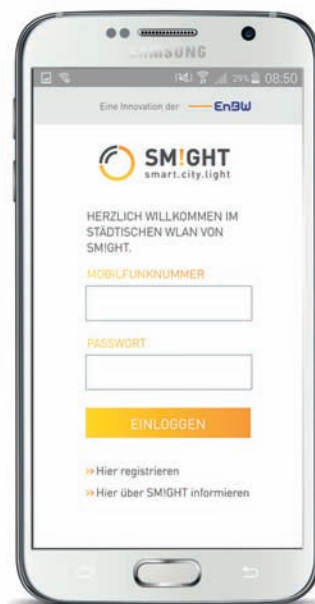 SAMSUNG
29% 08:50
Eine Innovation der EnBW
SM!GHT
smart.city.light
HERZLICH WILLKOMMEN IM
STÄDTISCHEN WLAN VON
SM!GHT.
MOBILFUNKNUMMER
PASSWORT
EINLOGGEN
» Hier registrieren
» Hier über SM!GHT informieren